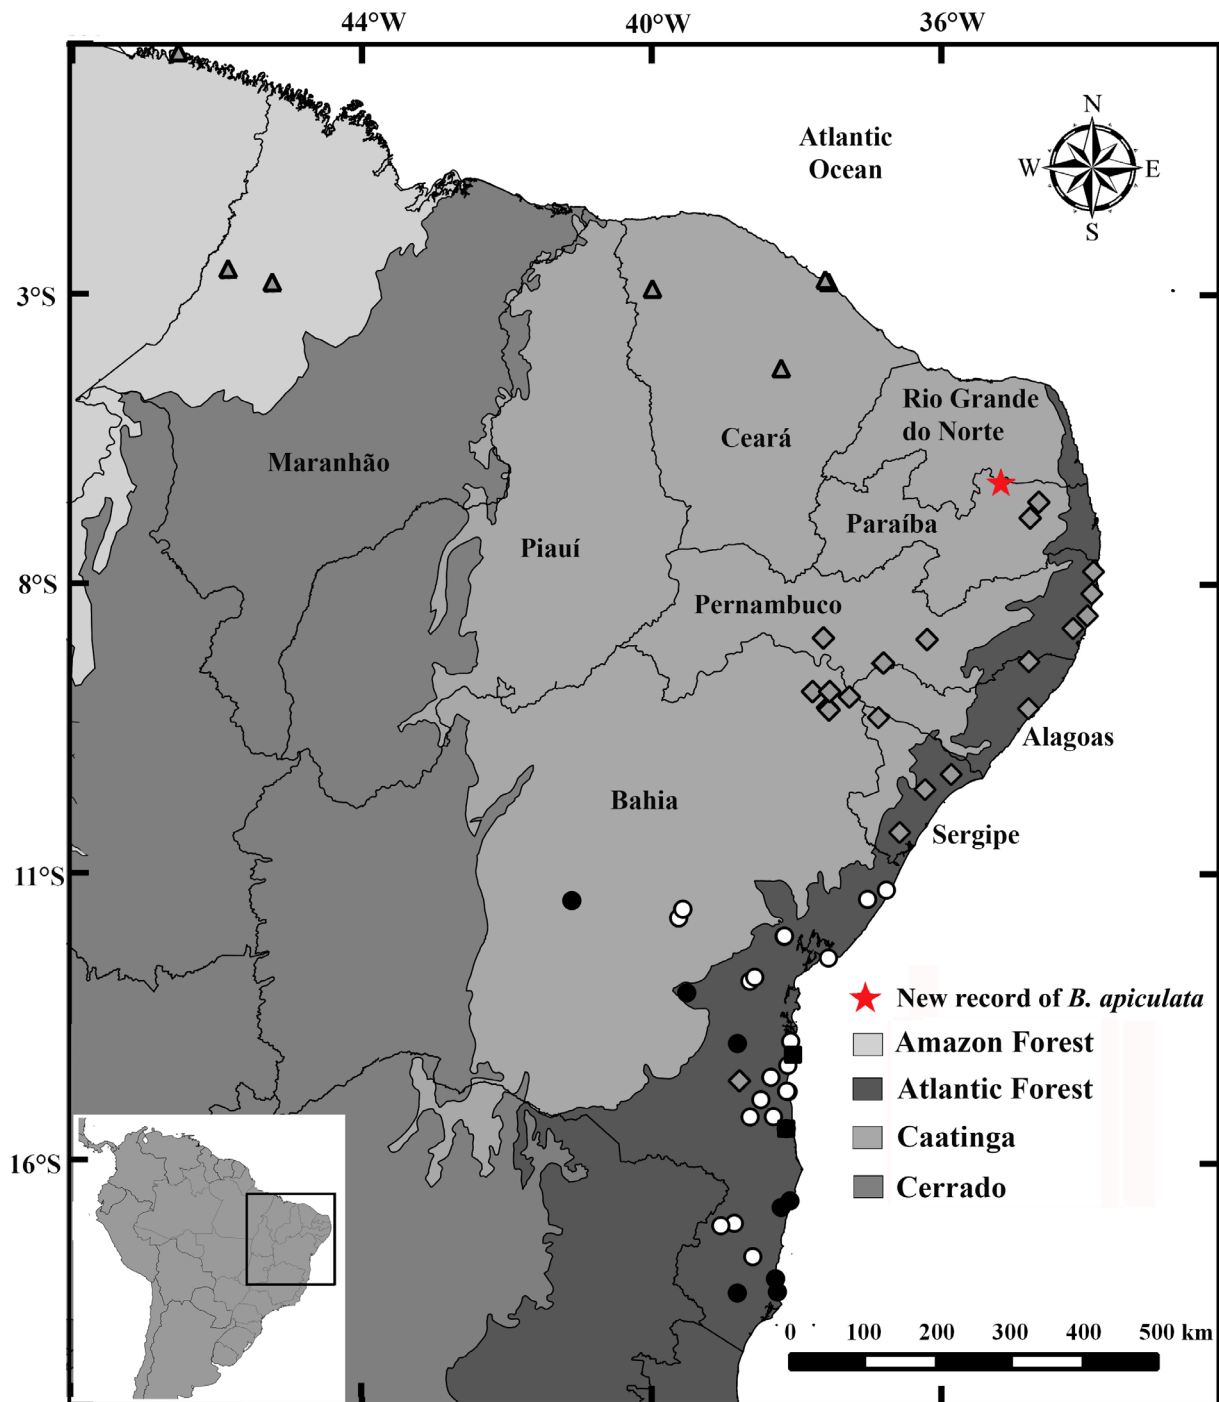 44°W 40°W 36°W
N
W E
S
Atlantic
Ocean
3°S
8°S
11°S
16°S
Rio Grande
do Norte
Ceará
Maranhão
Paraíba
Piauí
Pernambuco
Alagoas
Bahia
Sergipe
New record of B. apiculata
Amazon Forest
Atlantic Forest
Caatinga
Cerrado
0 100 200 300 400 500 km